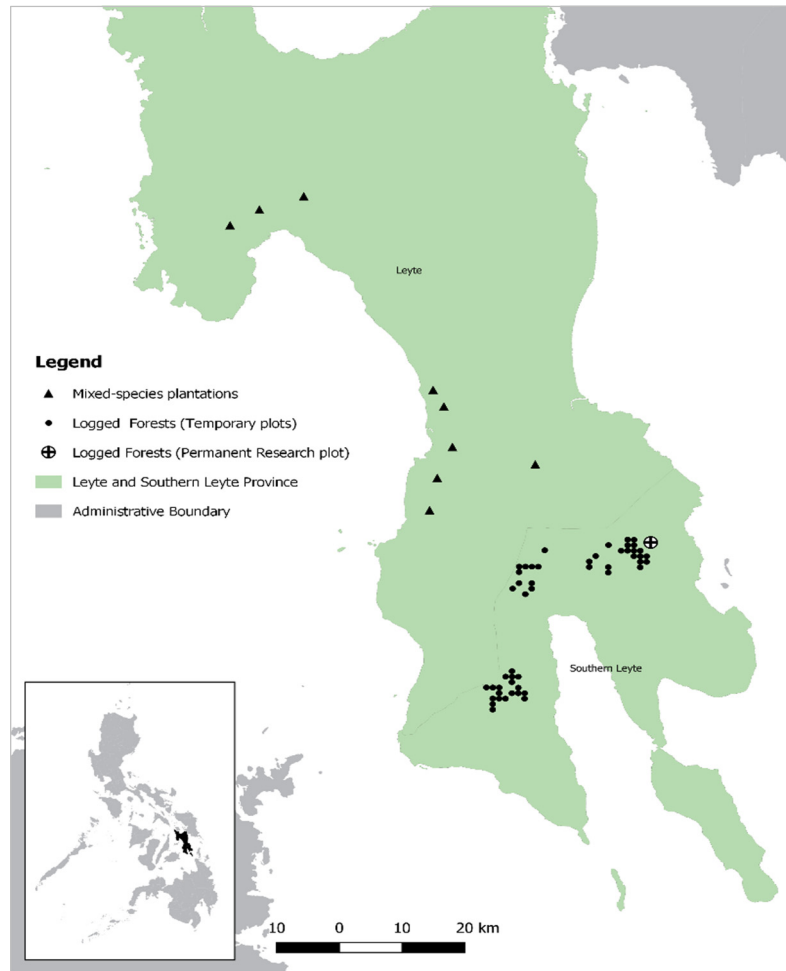 Leyte
Legend
Mixed-species plantations
Logged Forests (Temporary plots)
Logged Forests (Permanent Research plot)
Leyte and Southern Leyte Province
Administrative Boundary
Southern Leyte
10 0 10 20 km